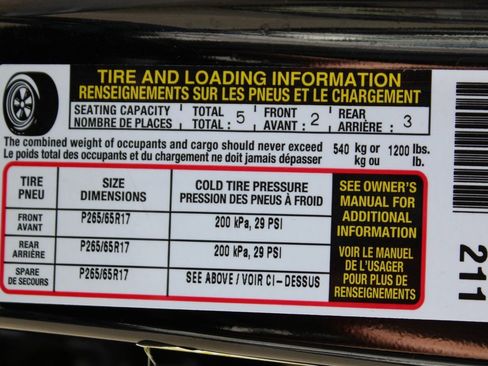 TIRE AND LOADING INFORMATION
RENSEIGNEMENTS SUR LES PNEUS ET LE CHARGEMENT
SEATING CAPACITY TOTAL FRONT REAR
NOMBRE DE PLACES TOTAL : 5 AVANT : 2 ARRIÈRE : 3
The combined weight of occupants and cargo should never exceed 540 kg or 1200 lbs.
Le poids total des occupants et du chargement ne doit jamais dépasser kg ou lb.
TIRE SIZE COLD TIRE PRESSURE
PNEU DIMENSIONS PRESSION DES PNEUS À FROID
FRONT
AVANT P265/65R17 200 kPa, 29 PSI
REAR
ARRIÈRE P265/65R17 200 kPa, 29 PSI
SPARE
DE SECOURS P265/65R17 SEE ABOVE / VOIR CI-DESSUS
SEE OWNER'S
MANUAL FOR
ADDITIONAL
INFORMATION
VOIR LE MANUEL
DE L'USAGER
POUR PLUS DE
RENSEIGNEMENTS
211